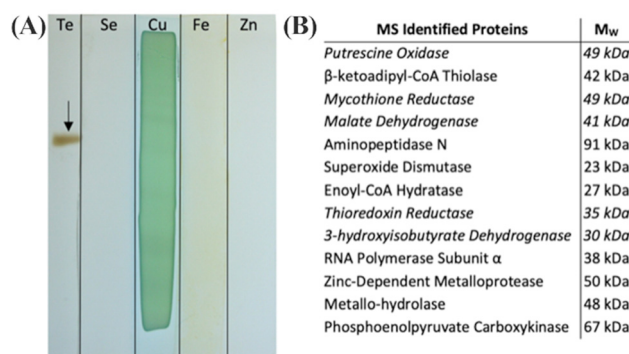 (A) Te Se Cu Fe Zn
(B) MS Identified Proteins Mw
Putrescine Oxidase 49 kDa
β-ketoadipyl-CoA Thiolase 42 kDa
Mycothione Reductase 49 kDa
Malate Dehydrogenase 41 kDa
Aminopeptidase N 91 kDa
Superoxide Dismutase 23 kDa
Enoyl-CoA Hydratase 27 kDa
Thioredoxin Reductase 35 kDa
3-hydroxyisobutyrate Dehydrogenase 30 kDa
RNA Polymerase Subunit α 38 kDa
Zinc-Dependent Metalloprotease 50 kDa
Metallo-hydrolase 48 kDa
Phosphoenolpyruvate Carboxykinase 67 kDa